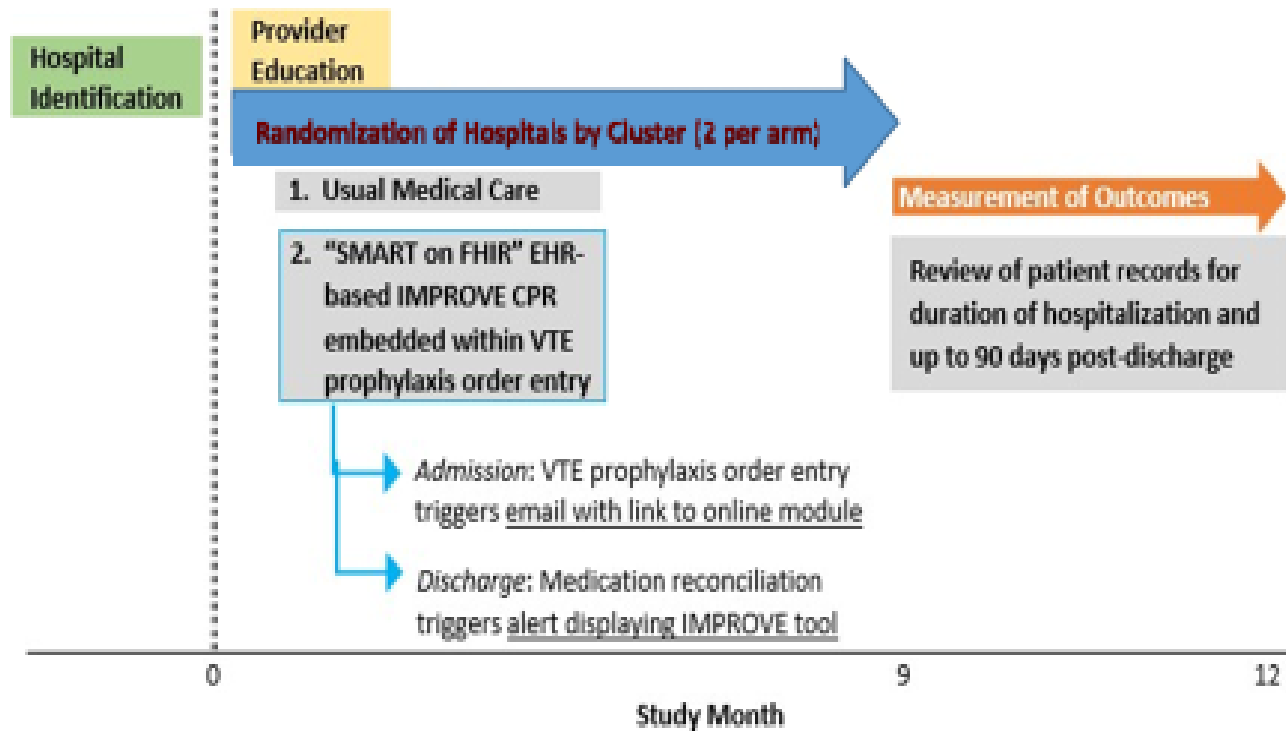 Hospital
Identification
Provider
Education
Randomization of Hospitals by Cluster (2 per arm)
1. Usual Medical Care
2. “SMART on FHIR” EHR-
based IMPROVE CPR
embedded within VTE
prophylaxis order entry
Admission: VTE prophylaxis order entry
triggers email with link to online module
Discharge: Medication reconciliation
triggers alert displaying IMPROVE tool
Measurement of Outcomes
Review of patient records for
duration of hospitalization and
up to 90 days post-discharge
0
9
12
Study Month